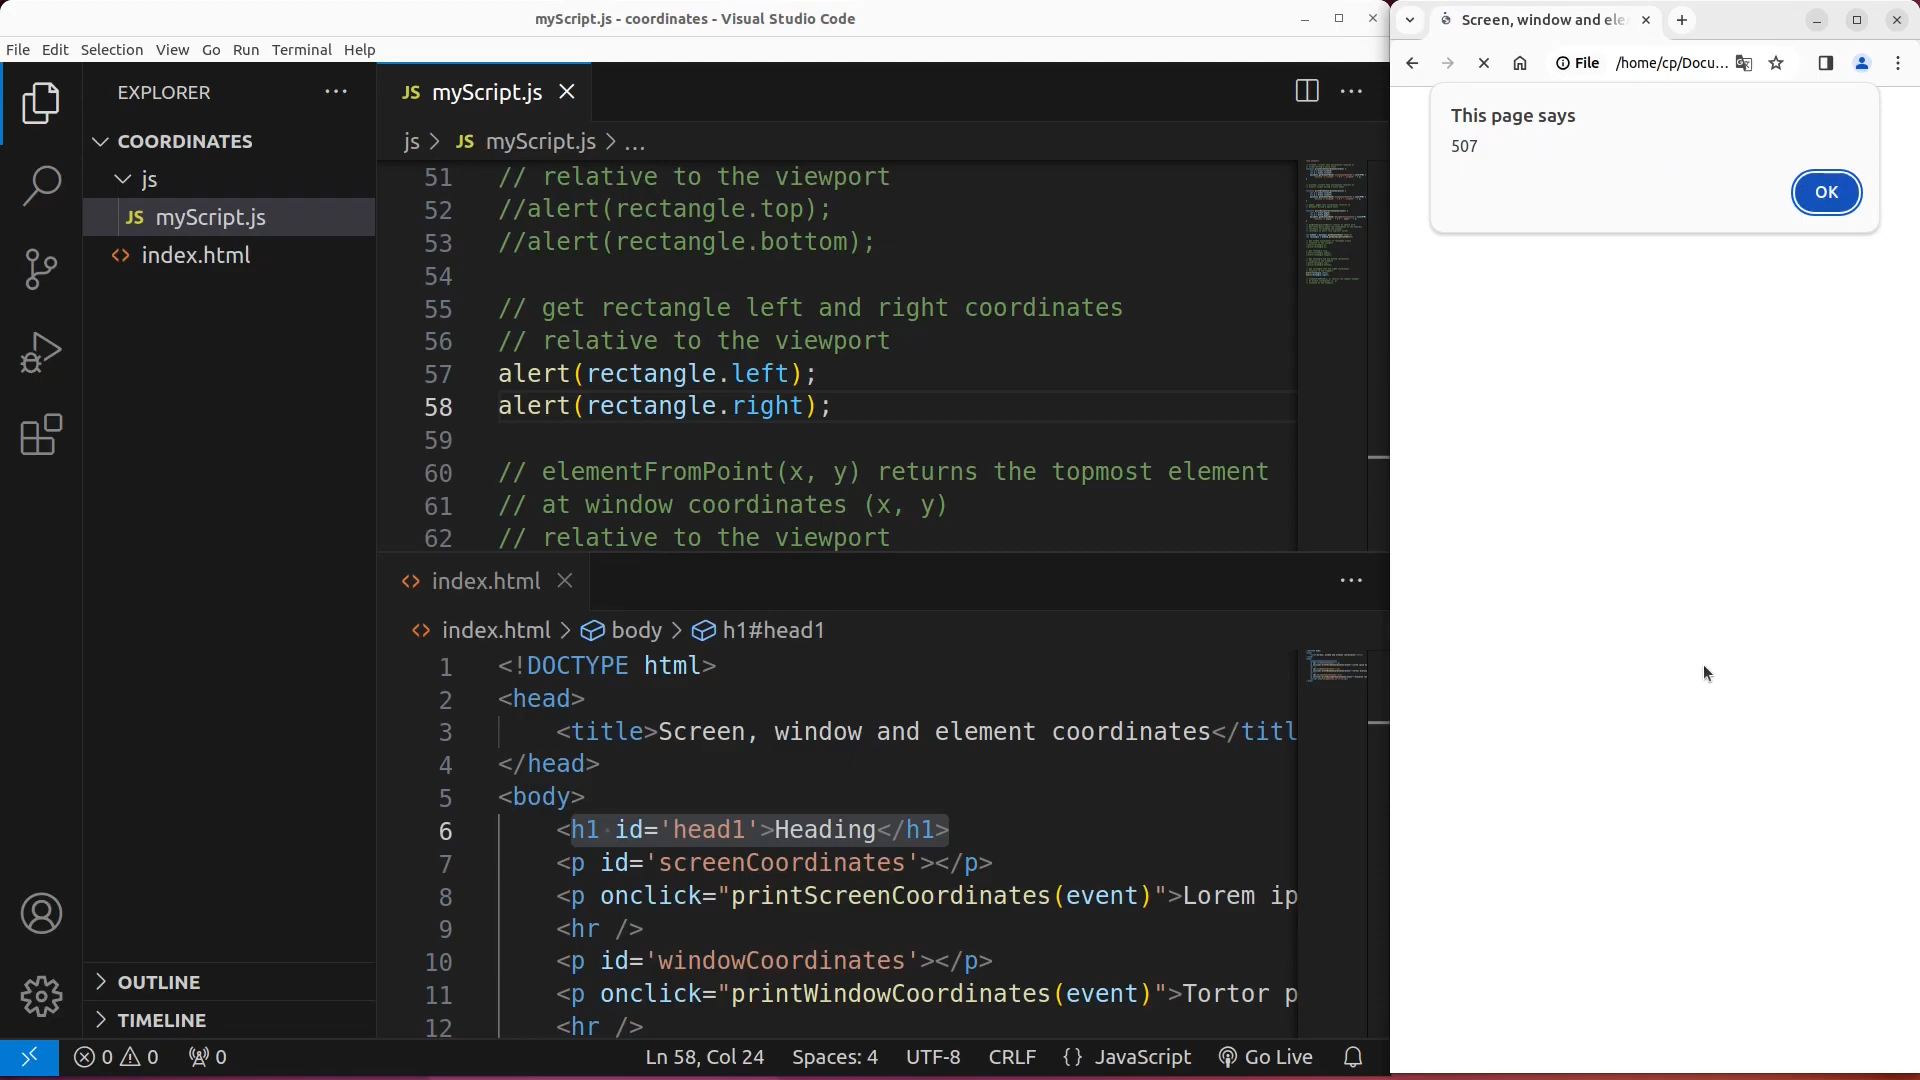 myScript.js - coordinates - Visual Studio Code
File Edit Selection View Go Run Terminal Help
EXPLORER
COORDINATES
js
JS myScript.js
index.html
OUTLINE
TIMELINE
JS myScript.js
js > JS myScript.js > ...
51 // relative to the viewport
52 //alert(rectangle.top);
53 //alert(rectangle.bottom);
54
55 // get rectangle left and right coordinates
56 // relative to the viewport
57 alert(rectangle.left);
58 alert(rectangle.right);
59
60 // elementFromPoint(x, y) returns the topmost element
61 // at window coordinates (x, y)
62 // relative to the viewport
index.html
index.html > body > h1#head1
1 <!DOCTYPE html>
2 <head>
3 <title>Screen, window and element coordinates</titl
4 </head>
5 <body>
6 <h1 id='head1'>Heading</h1>
7 <p id='screenCoordinates'></p>
8 <p onclick="printScreenCoordinates(event)">Lorem ip
9 <hr />
10 <p id='windowCoordinates'></p>
11 <p onclick="printWindowCoordinates(event)">Tortor p
12 <hr />
0 0 0 Ln 58, Col 24 Spaces: 4 UTF-8 CRLF {} JavaScript Go Live
Screen, window and ele
File /home/cp/Docu...
This page says
507
OK